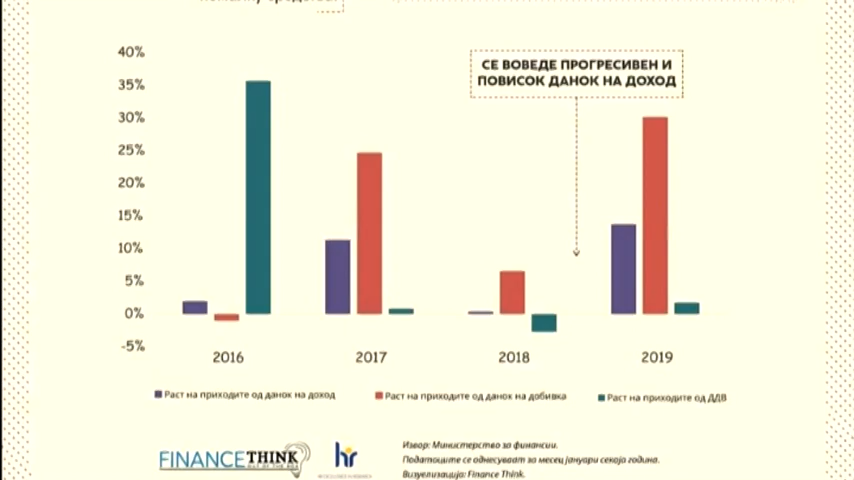 40%
35%
30%
25%
20%
15%
10%
5%
0%
-5%
СЕ ВОВЕДЕ ПРОГРЕСИВЕН И
ПОВИСОК ДАНОК НА ДОХОД
2016 2017 2018 2019
Раст на приходите од данок на доход Раст на приходите од данок на добивка Раст на приходите од ДДВ
FINANCE THINK
hr
Извор: Министерство за финансии.
Податоците се однесуваат за месец јануари секоја година.
Визуелизација: Finance Think.